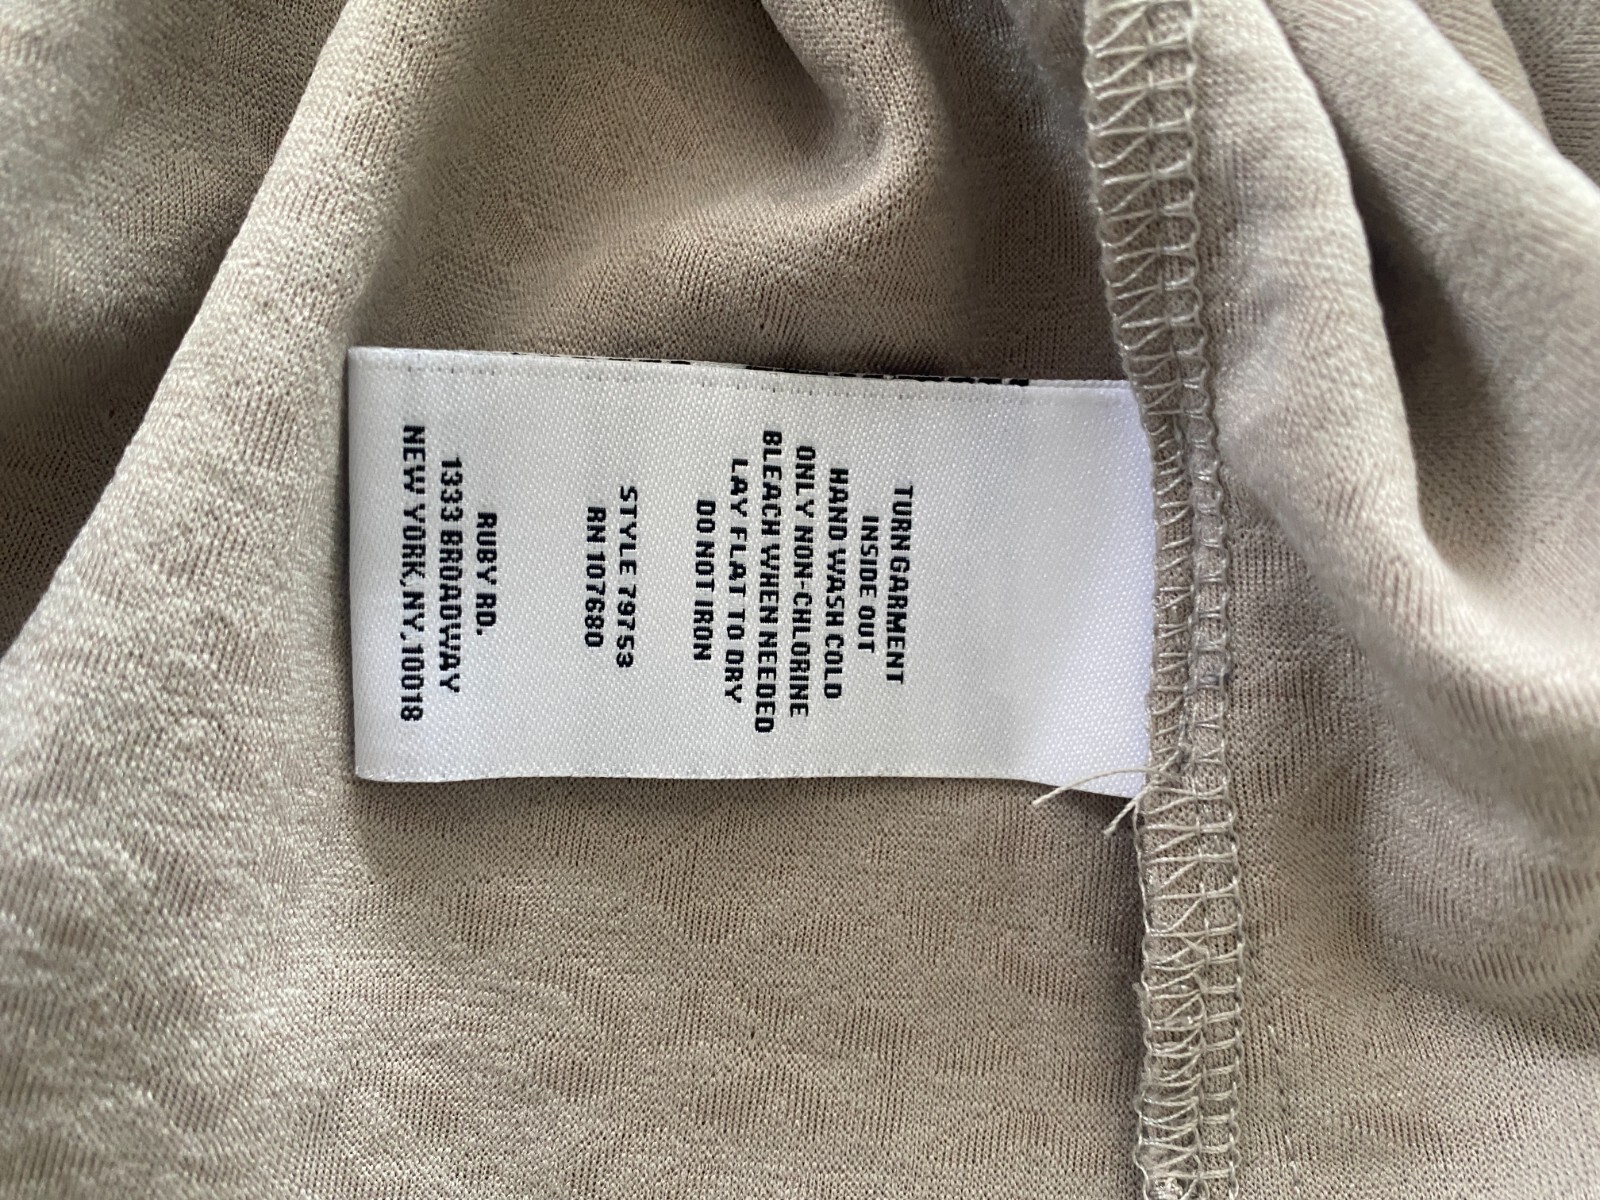 TURN GARMENT
INSIDE OUT
HAND WASH COLD
ONLY NON-CHLORINE
BLEACH WHEN NEEDED
LAY FLAT TO DRY
DO NOT IRON
STYLE 79753
RN 107680
RUBY RD.
1333 BROADWAY
NEW YORK, NY, 10018